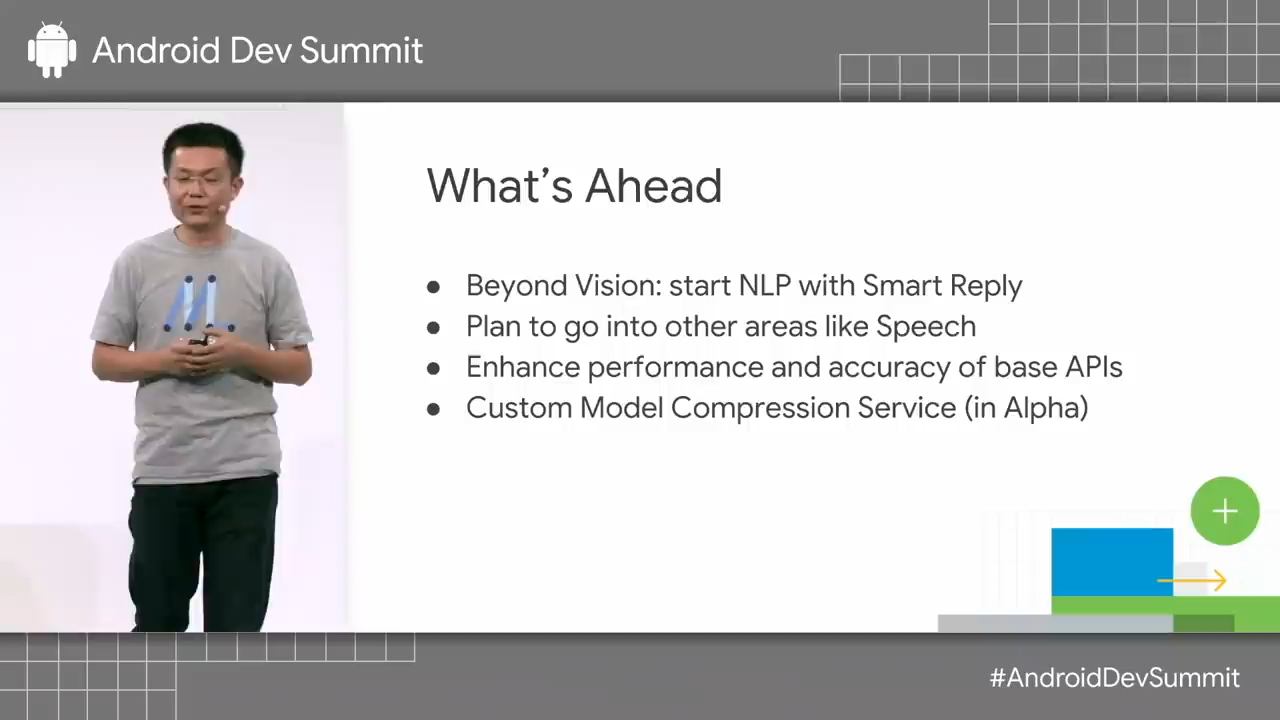 Android Dev Summit
What’s Ahead
● Beyond Vision: start NLP with Smart Reply
● Plan to go into other areas like Speech
● Enhance performance and accuracy of base APIs
● Custom Model Compression Service (in Alpha)
#AndroidDevSummit